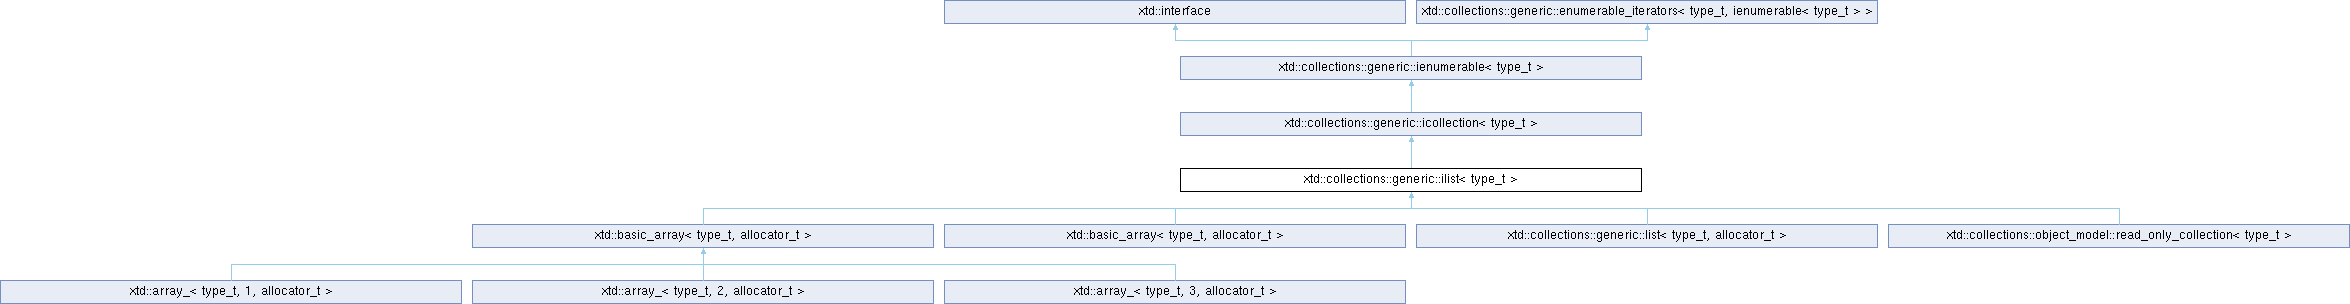 xtd::interface
xtd::collections::generic::enumerable_iterators< type_t, ienumerable< type_t > >
xtd::collections::generic::ienumerable< type_t >
xtd::collections::generic::icollection< type_t >
xtd::collections::generic::ilist< type_t >
xtd::basic_array< type_t, allocator_t >
xtd::basic_array< type_t, allocator_t >
xtd::collections::generic::list< type_t, allocator_t >
xtd::collections::object_model::read_only_collection< type_t >
xtd::array_< type_t, 1, allocator_t >
xtd::array_< type_t, 2, allocator_t >
xtd::array_< type_t, 3, allocator_t >